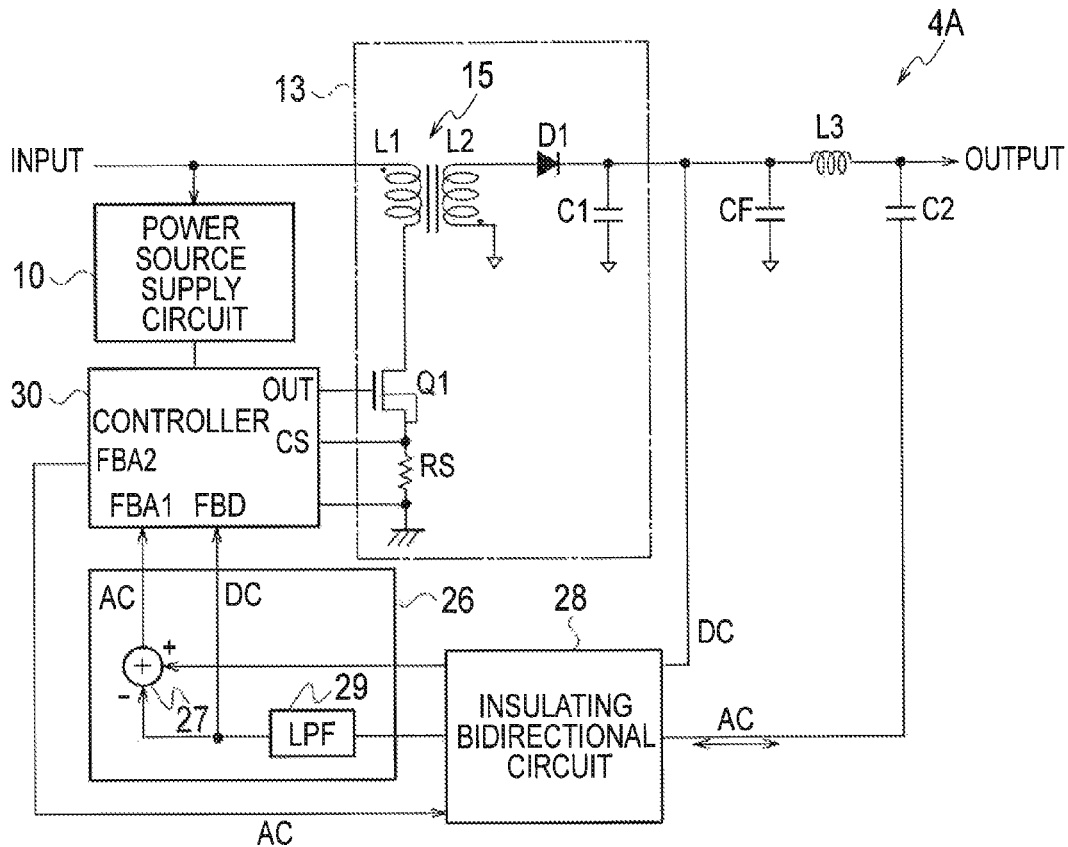 4A
13
15
L1
L2
D1
L3
INPUT
OUTPUT
C1
CF
C2
POWER
SOURCE
SUPPLY
CIRCUIT
10
30
OUT
Q1
CONTROLLER
CS
FBA2
RS
FBA1 FBD
AC
DC
26
28
DC
+
+
-
27
29
LPF
INSULATING
BIDIRECTIONAL
CIRCUIT
AC
AC